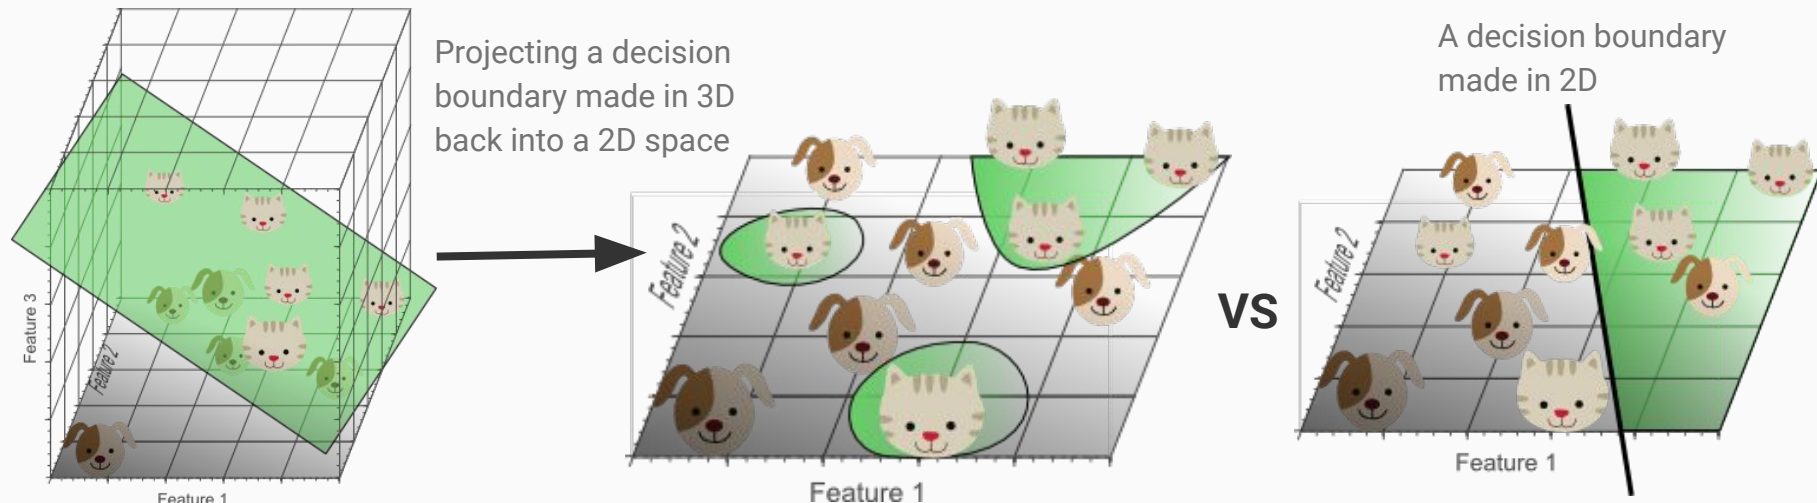 Feature 3
Feature 2
Feature 1
Projecting a decision
boundary made in 3D
back into a 2D space
Feature 2
Feature 1
VS
A decision boundary
made in 2D
Feature 2
Feature 1